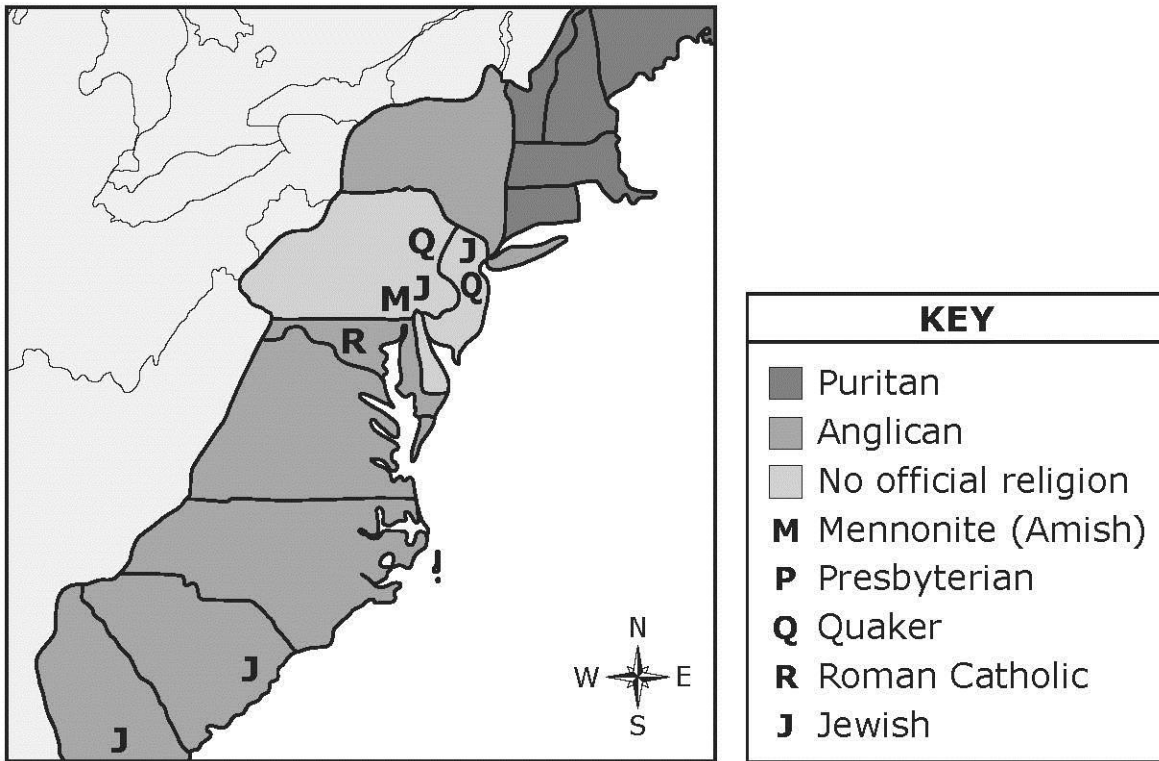 Q
J
J
Q
M
R
J
J
N
W E
S
KEY
Puritan
Anglican
No official religion
M Mennonite (Amish)
P Presbyterian
Q Quaker
R Roman Catholic
J Jewish